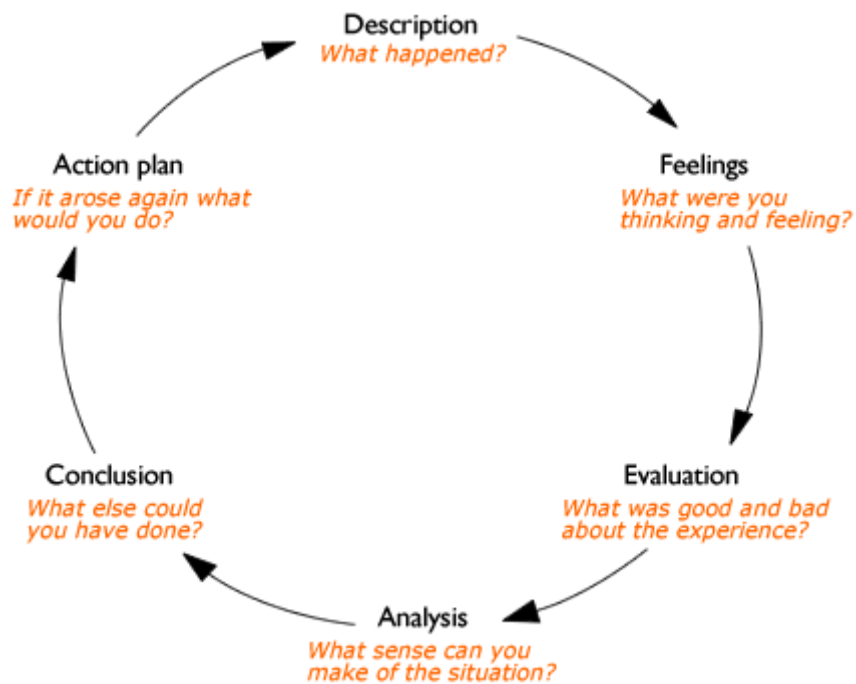 Description
What happened?
Feelings
What were you
thinking and feeling?
Evaluation
What was good and bad
about the experience?
Analysis
What sense can you
make of the situation?
Conclusion
What else could
you have done?
Action plan
If it arose again what
would you do?